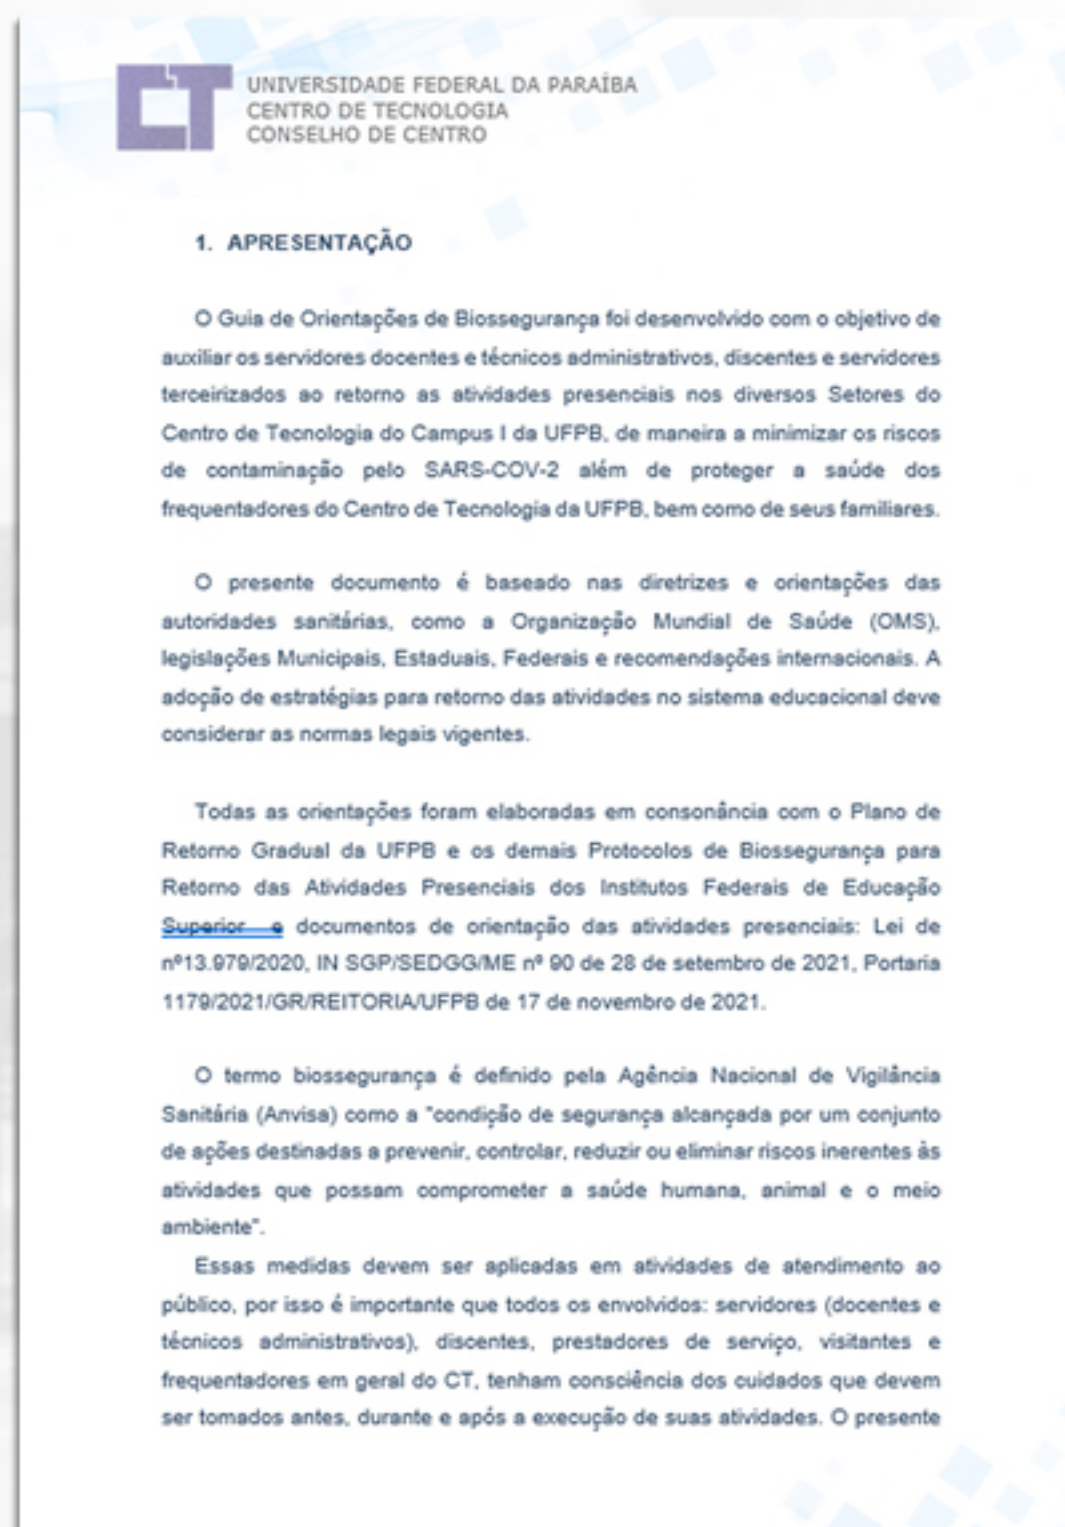 CT
UNIVERSIDADE FEDERAL DA PARAÍBA
CENTRO DE TECNOLOGIA
CONSELHO DE CENTRO
1. APRESENTAÇÃO
O Guia de Orientações de Biossegurança foi desenvolvido com o objetivo de
auxiliar os servidores docentes e técnicos administrativos, discentes e servidores
terceirizados ao retorno as atividades presenciais nos diversos Setores do
Centro de Tecnologia do Campus I da UFPB, de maneira a minimizar os riscos
de contaminação pelo SARS-COV-2 além de proteger a saúde dos
frequentadores do Centro de Tecnologia da UFPB, bem como de seus familiares.
O presente documento é baseado nas diretrizes e orientações das
autoridades sanitárias, como a Organização Mundial de Saúde (OMS),
legislações Municipais, Estaduais, Federais e recomendações internacionais. A
adoção de estratégias para retorno das atividades no sistema educacional deve
considerar as normas legais vigentes.
Todas as orientações foram elaboradas em consonância com o Plano de
Retorno Gradual da UFPB e os demais Protocolos de Biossegurança para
Retorno das Atividades Presenciais dos Institutos Federais de Educação
Superior e documentos de orientação das atividades presenciais: Lei de
nº13.979/2020, IN SGP/SEDGG/ME nº 90 de 28 de setembro de 2021, Portaria
1179/2021/GR/REITORIA/UFPB de 17 de novembro de 2021.
O termo biossegurança é definido pela Agência Nacional de Vigilância
Sanitária (Anvisa) como a "condição de segurança alcançada por um conjunto
de ações destinadas a prevenir, controlar, reduzir ou eliminar riscos inerentes às
atividades que possam comprometer a saúde humana, animal e o meio
ambiente".
Essas medidas devem ser aplicadas em atividades de atendimento ao
público, por isso é importante que todos os envolvidos: servidores (docentes e
técnicos administrativos), discentes, prestadores de serviço, visitantes e
frequentadores em geral do CT, tenham consciência dos cuidados que devem
ser tomados antes, durante e após a execução de suas atividades. O presente